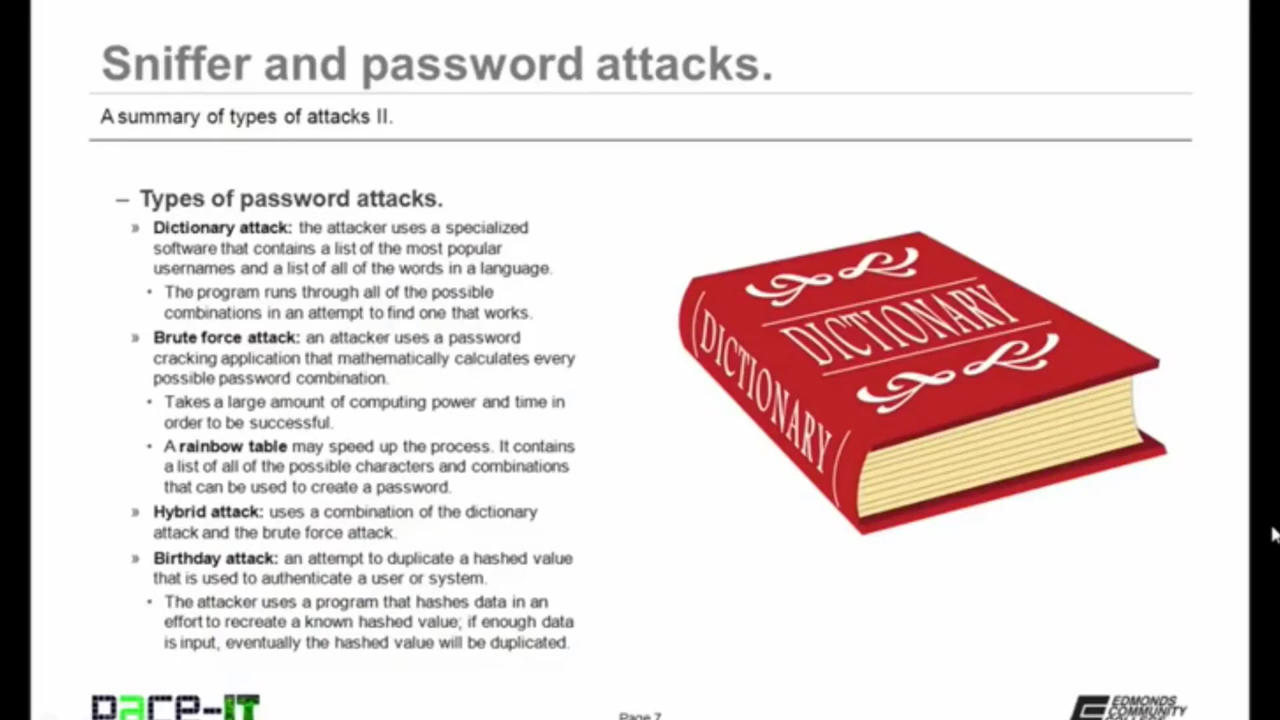 Sniffer and password attacks.
A summary of types of attacks II.
– Types of password attacks.
» Dictionary attack: the attacker uses a specialized
software that contains a list of the most popular
usernames and a list of all of the words in a language.
• The program runs through all of the possible
combinations in an attempt to find one that works.
» Brute force attack: an attacker uses a password
cracking application that mathematically calculates every
possible password combination.
• Takes a large amount of computing power and time in
order to be successful.
• A rainbow table may speed up the process. It contains
a list of all of the possible characters and combinations
that can be used to create a password.
» Hybrid attack: uses a combination of the dictionary
attack and the brute force attack.
» Birthday attack: an attempt to duplicate a hashed value
that is used to authenticate a user or system.
• The attacker uses a program that hashes data in an
effort to recreate a known hashed value; if enough data
is input, eventually the hashed value will be duplicated.
DICTIONARY
DICTIONARY
PACE-IT
Page 7
EDMONDS
COMMUNITY